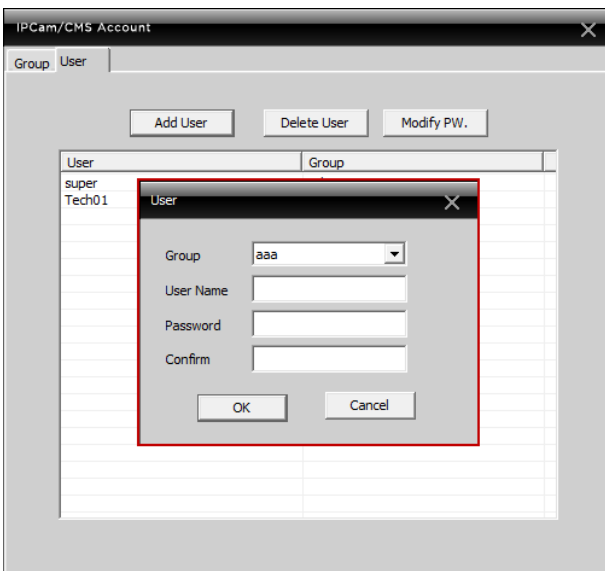 IPCam/CMS Account
Group User
Add User Delete User Modify PW.
User Group
super
Tech01
User
Group aaa
User Name
Password
Confirm
OK Cancel